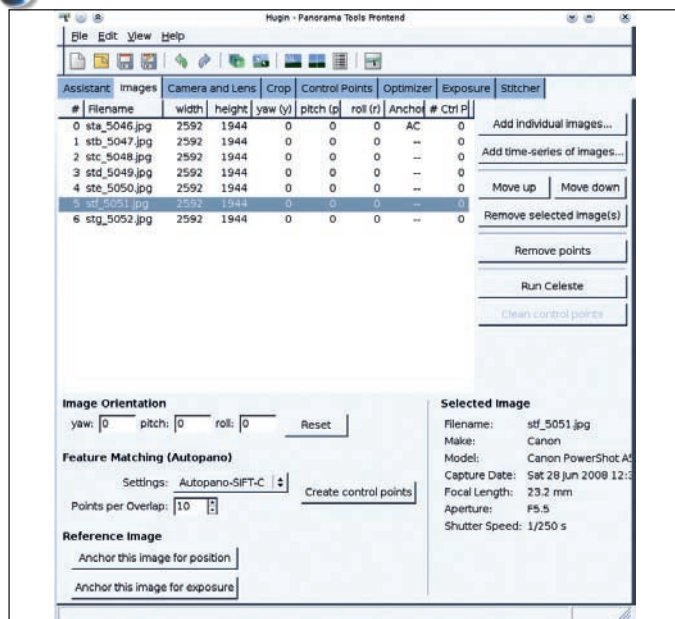 Hugin - Panorama Tools Frontend
File Edit View Help
Assistant Images Camera and Lens Crop Control Points Optimizer Exposure Stitcher
# Filename width height yaw (y) pitch (p roll (r) Anchor # Ctrl P
0 sta_5046.jpg 2592 1944 0 0 0 AC 0
1 stb_5047.jpg 2592 1944 0 0 0 -- 0
2 stc_5048.jpg 2592 1944 0 0 0 -- 0
3 std_5049.jpg 2592 1944 0 0 0 -- 0
4 ste_5050.jpg 2592 1944 0 0 0 -- 0
5 stf_5051.jpg 2592 1944 0 0 0 -- 0
6 stg_5052.jpg 2592 1944 0 0 0 -- 0
Add individual images...
Add time-series of images...
Move up Move down
Remove selected image(s)
Remove points
Run Celeste
Clean control points
Image Orientation
yaw: 0 pitch: 0 roll: 0 Reset
Feature Matching (Autopano)
Settings: Autopano-SIFT-C
Points per Overlap: 10
Create control points
Reference Image
Anchor this image for position
Anchor this image for exposure
Selected Image
Filename: stf_5051.jpg
Make: Canon
Model: Canon PowerShot A5
Capture Date: Sat 28 Jun 2008 12:3
Focal Length: 23.2 mm
Aperture: F5.5
Shutter Speed: 1/250 s